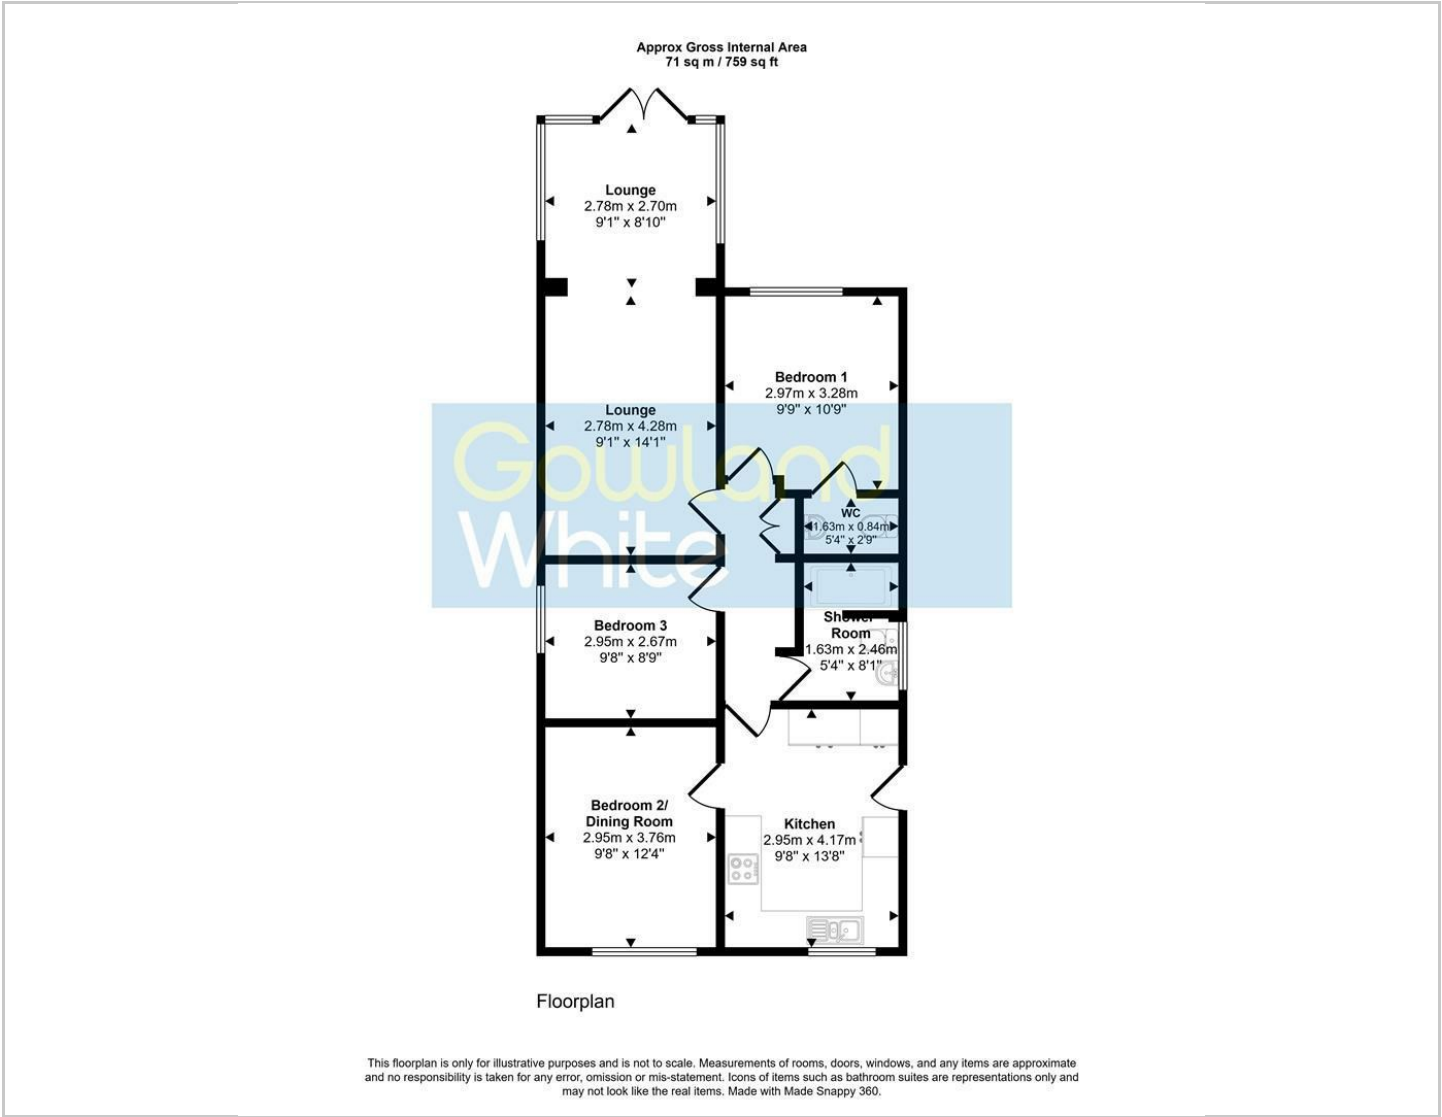 Approx Gross Internal Area
71 sq m / 759 sq ft
Lounge
2.78m x 2.70m
9'1" x 8'10"
Bedroom 1
2.97m x 3.28m
9'9" x 10'9"
Lounge
2.78m x 4.28m
9'1" x 14'1"
Gowland
White
WC
1.63m x 0.84m
5'4" x 2'9"
Shower
Room
1.63m x 2.46m
5'4" x 8'1"
Bedroom 3
2.95m x 2.67m
9'8" x 8'9"
Bedroom 2/
Dining Room
2.95m x 3.76m
9'8" x 12'4"
Kitchen
2.95m x 4.17m
9'8" x 13'8"
Floorplan
This floorplan is only for illustrative purposes and is not to scale. Measurements of rooms, doors, windows, and any items are approximate
and no responsibility is taken for any error, omission or mis-statement. Icons of items such as bathroom suites are representations only and
may not look like the real items. Made with Made Snappy 360.